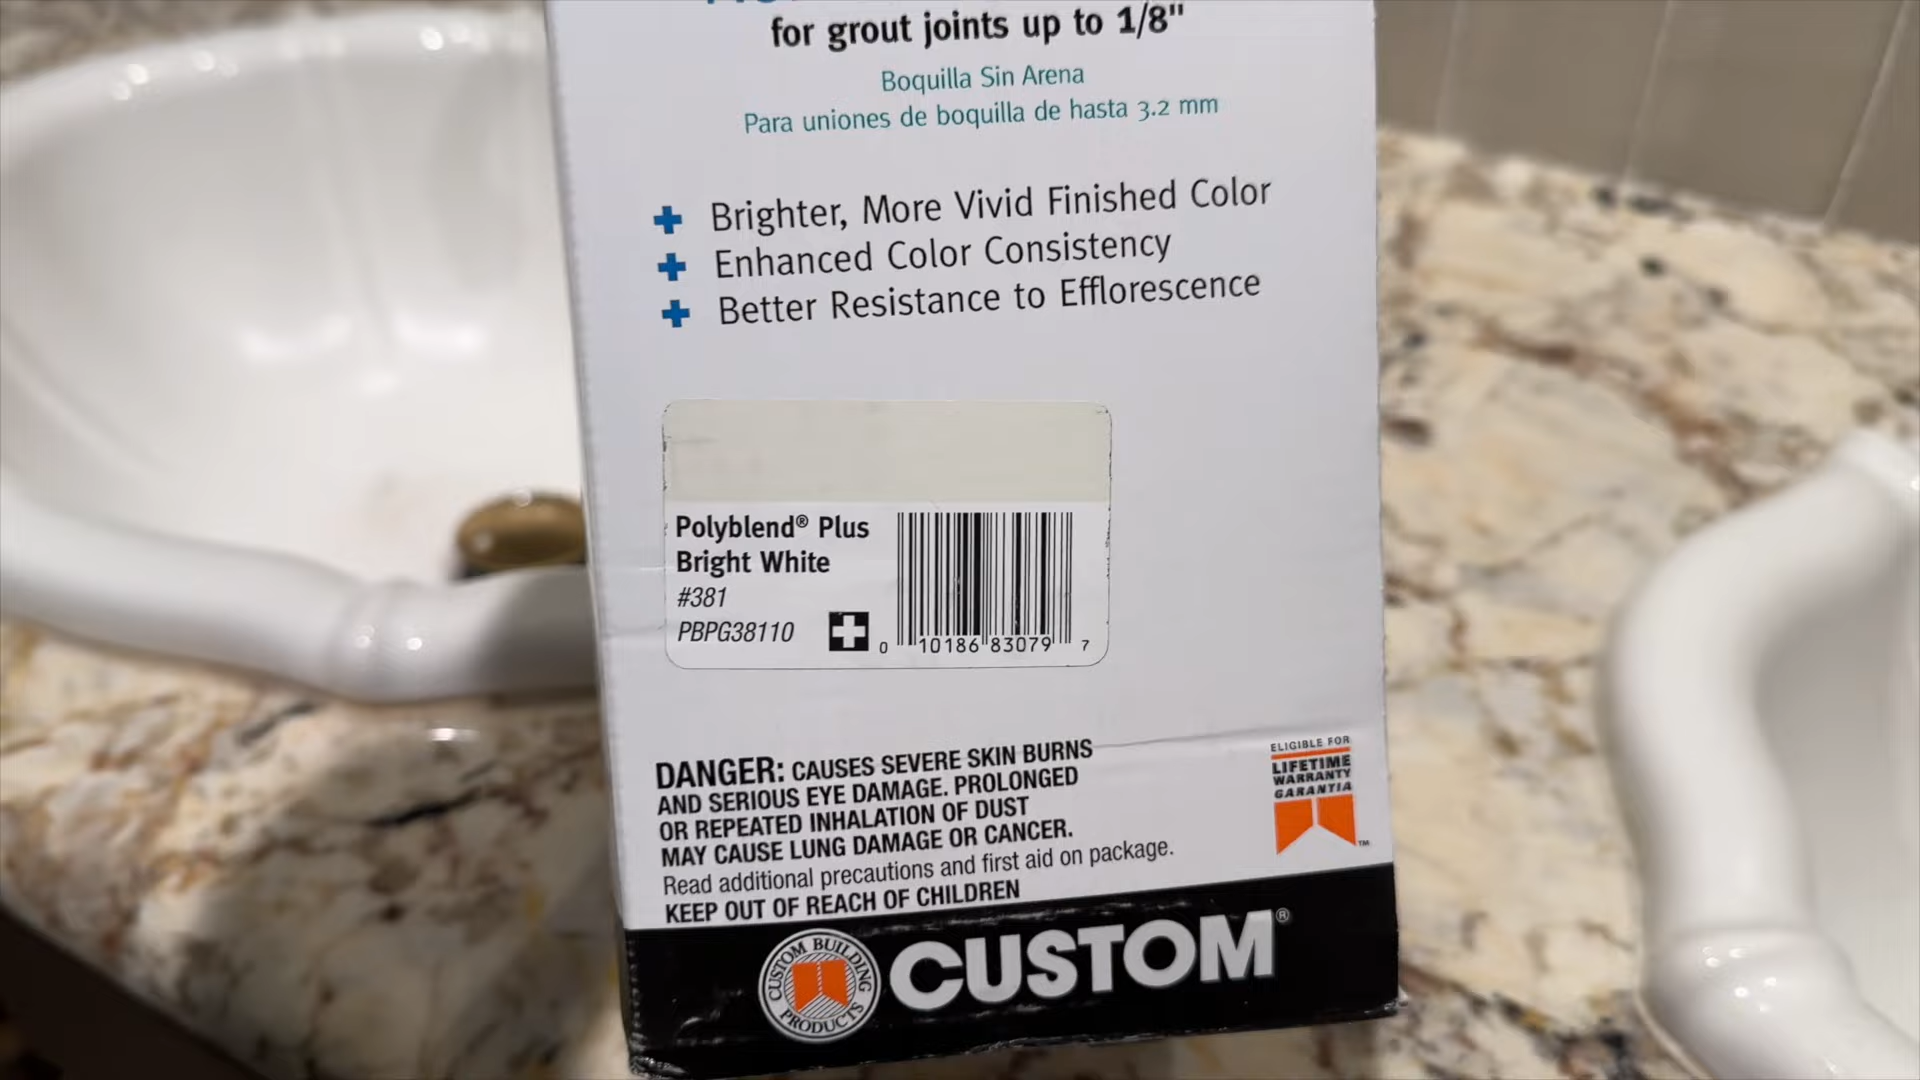 for grout joints up to 1/8"
Boquilla Sin Arena
Para uniones de boquilla de hasta 3.2 mm
Brighter, More Vivid Finished Color
Enhanced Color Consistency
Better Resistance to Efflorescence
Polyblend® Plus
Bright White
#381
PBPG38110
0 10186 83079 7
DANGER: CAUSES SEVERE SKIN BURNS
AND SERIOUS EYE DAMAGE. PROLONGED
OR REPEATED INHALATION OF DUST
MAY CAUSE LUNG DAMAGE OR CANCER.
Read additional precautions and first aid on package.
KEEP OUT OF REACH OF CHILDREN
ELIGIBLE FOR
LIFETIME
WARRANTY
GARANTIA
TM
CUSTOM BUILDING PRODUCTS
CUSTOM®